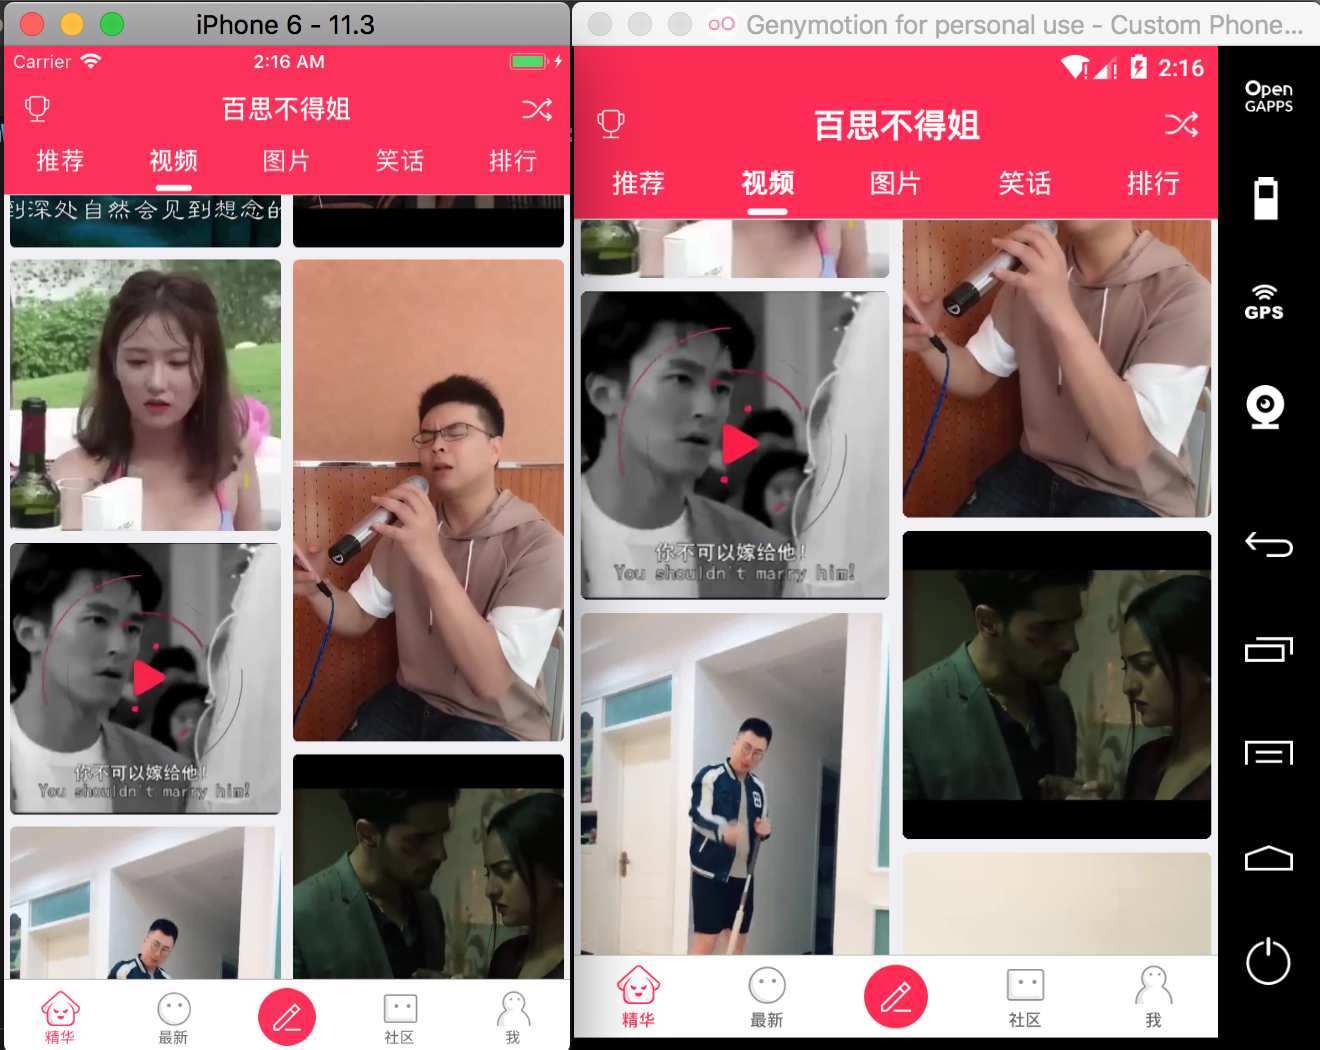 iPhone 6 - 11.3
Carrier
2:16 AM
百思不得姐
推荐
视频
图片
笑话
排行
到深处自然会见到想念的
你不可以嫁给他!
You shouldn't marry him!
精华
最新
社区
我
Genymotion for personal use - Custom Phone...
2:16
百思不得姐
推荐
视频
图片
笑话
排行
你不可以嫁给他!
You shouldn't marry him!
精华
最新
社区
我
Open
GAPPS
GPS